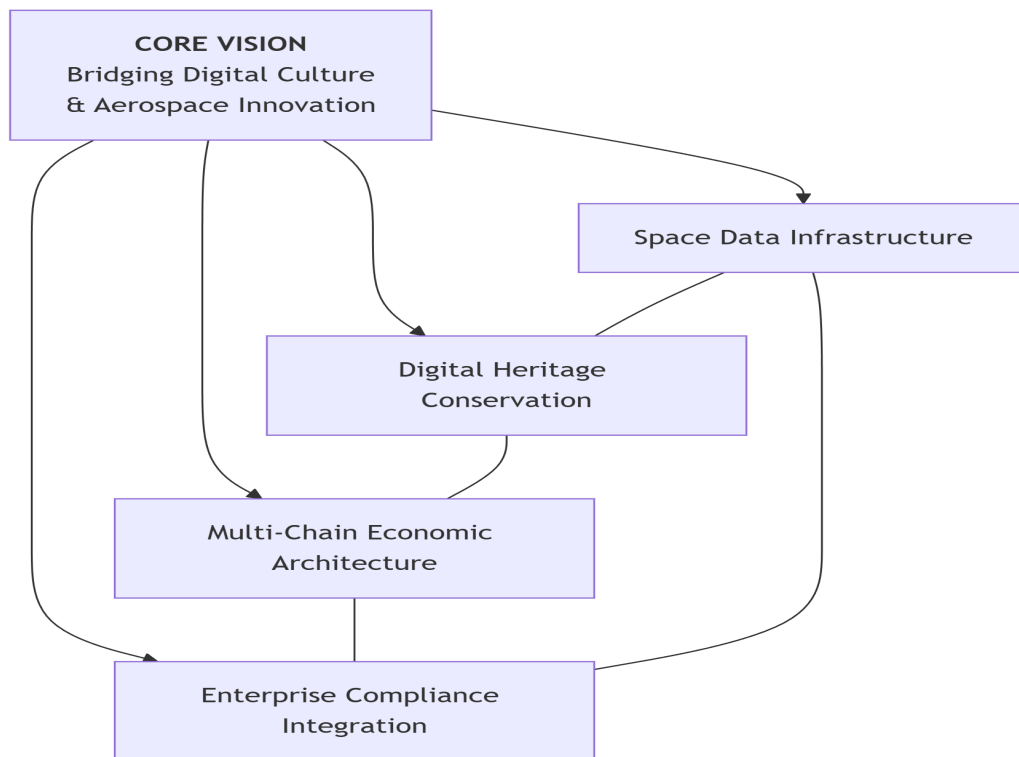 CORE VISION
Bridging Digital Culture
& Aerospace Innovation
Space Data Infrastructure
Digital Heritage
Conservation
Multi-Chain Economic
Architecture
Enterprise Compliance
Integration